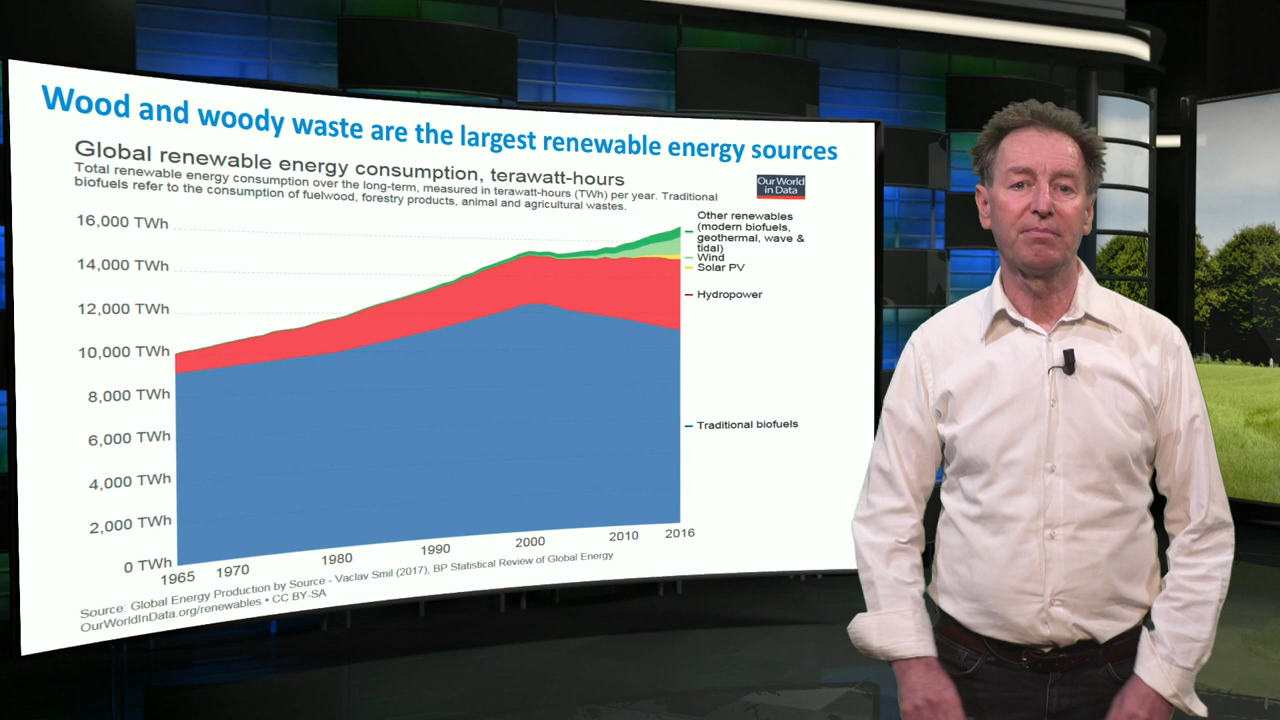 Wood and woody waste are the largest renewable energy sources
Global renewable energy consumption, terawatt-hours
Total renewable energy consumption over the long-term, measured in terawatt-hours (TWh) per year. Traditional
biofuels refer to the consumption of fuelwood, forestry products, animal and agricultural wastes.
Our World
in Data
16,000 TWh
14,000 TWh
12,000 TWh
10,000 TWh
8,000 TWh
6,000 TWh
4,000 TWh
2,000 TWh
0 TWh
Other renewables
(modern biofuels,
geothermal, wave &
tidal)
Wind
Solar PV
Hydropower
Traditional biofuels
1965 1970 1980 1990 2000 2010 2016
Source: Global Energy Production by Source - Vaclav Smil (2017), BP Statistical Review of Global Energy
OurWorldInData.org/renewables • CC BY-SA